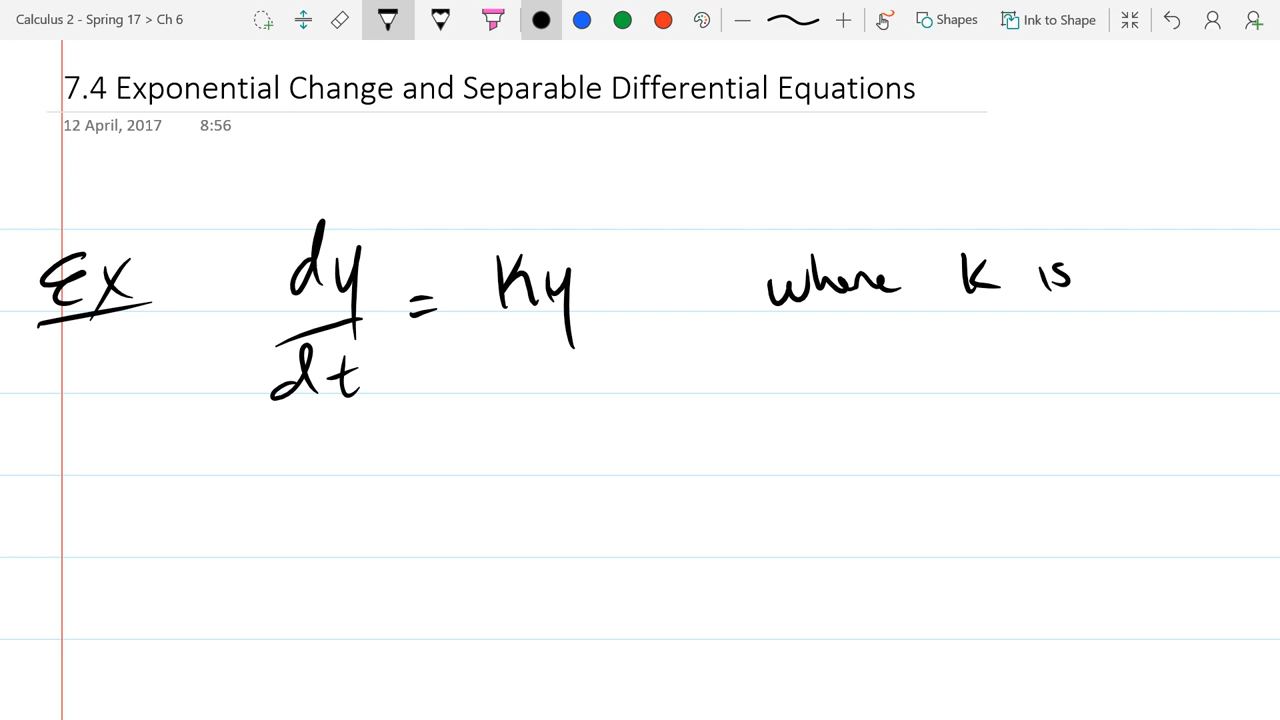 Calculus 2 - Spring 17 > Ch 6
Shapes
Ink to Shape
7.4 Exponential Change and Separable Differential Equations
12 April, 2017 8:56
Ex dy/dt = Ky where K is